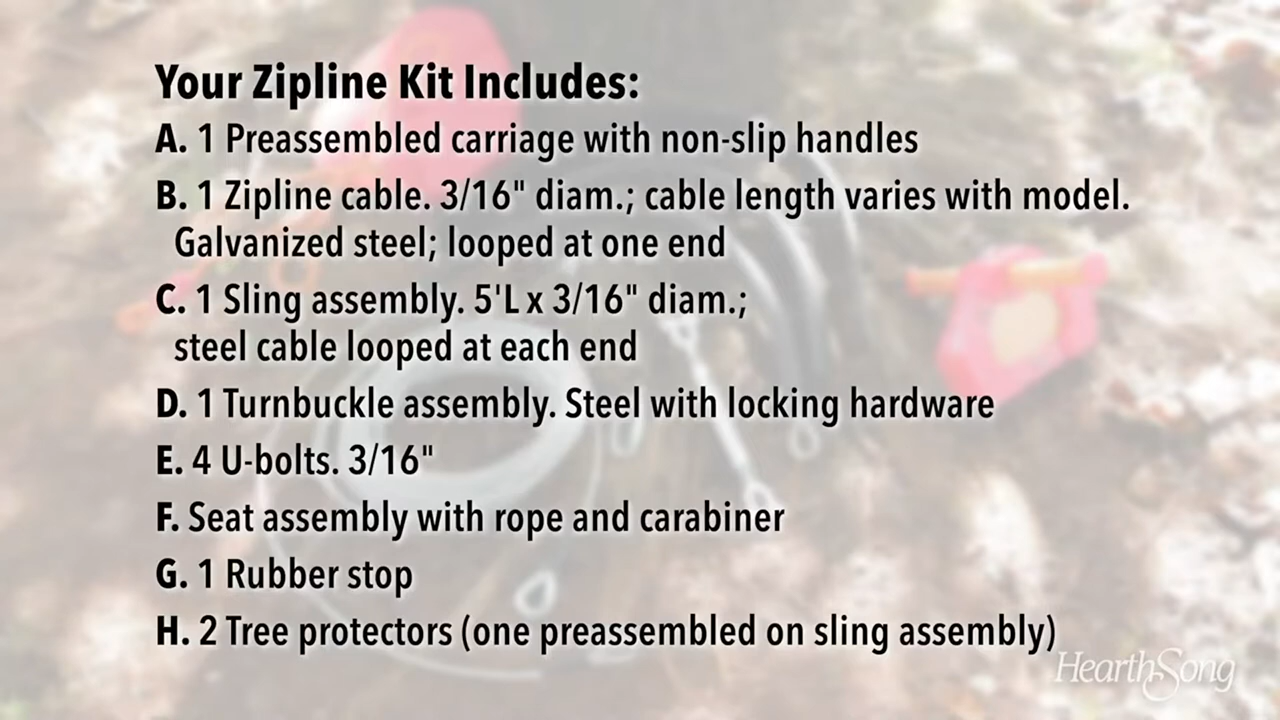 Your Zipline Kit Includes:
A. 1 Preassembled carriage with non-slip handles
B. 1 Zipline cable. 3/16" diam.; cable length varies with model.
Galvanized steel; looped at one end
C. 1 Sling assembly. 5'L x 3/16" diam.;
steel cable looped at each end
D. 1 Turnbuckle assembly. Steel with locking hardware
E. 4 U-bolts. 3/16"
F. Seat assembly with rope and carabiner
G. 1 Rubber stop
H. 2 Tree protectors (one preassembled on sling assembly)
HearthSong